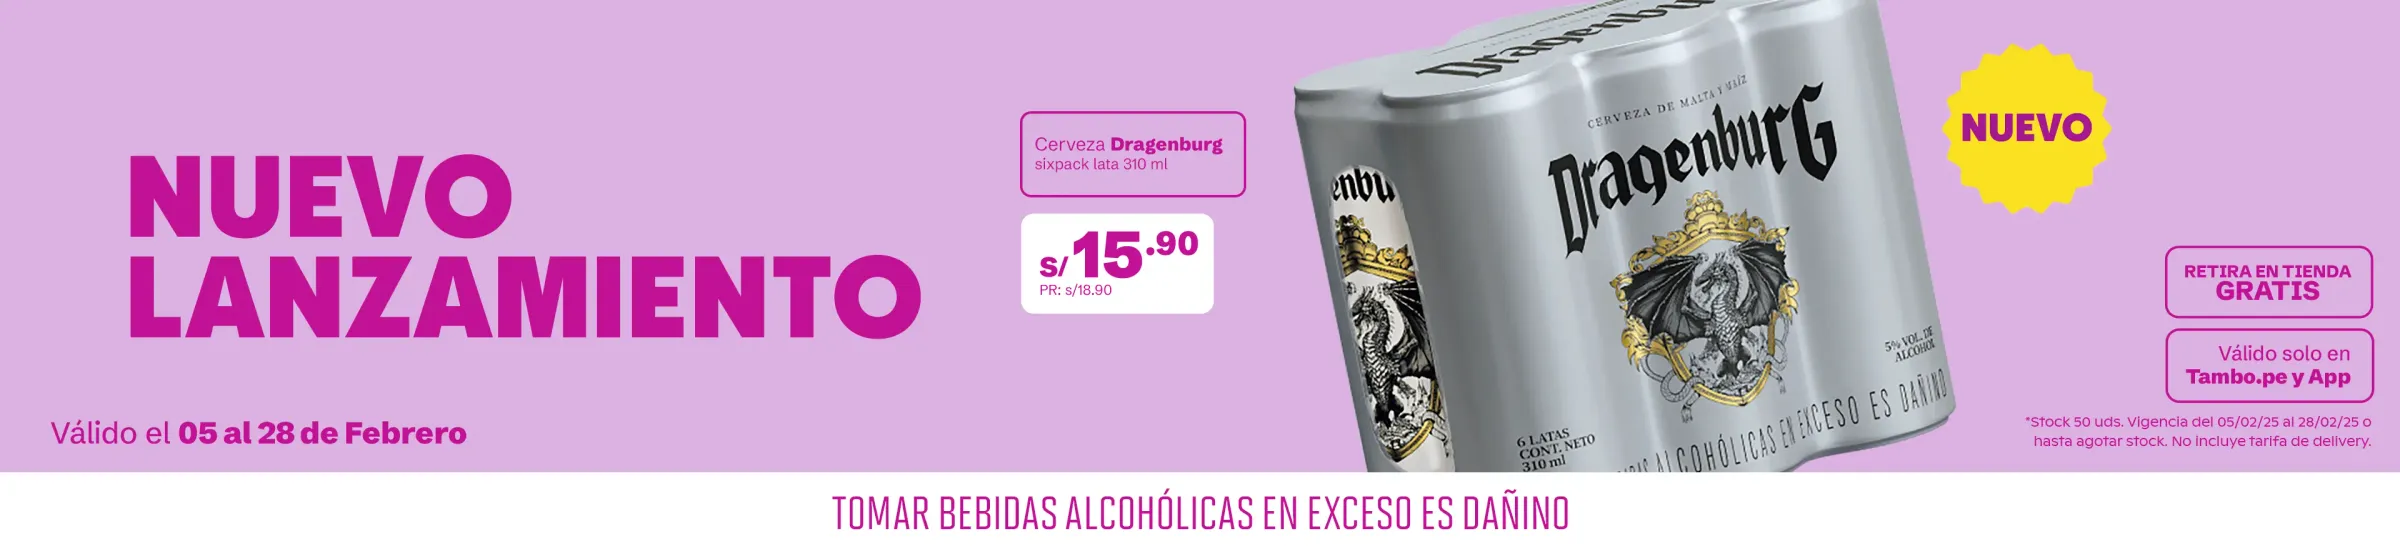 NUEVO
LANZAMIENTO
Válido el 05 al 28 de Febrero
Cerveza Dragenburg
sixpack lata 310 ml
s/15.90
PR: s/18.90
Dragenburg
CERVEZA DE MALTA Y MAÍZ
DragenburG
enbu
5% VOL. DE
ALCOHOL
6 LATAS
CONT. NETO
310 ml
ALCOHÓLICAS EN EXCESO ES DAÑINO
NUEVO
RETIRA EN TIENDA
GRATIS
Válido solo en
Tambo.pe y App
*Stock 50 uds. Vigencia del 05/02/25 al 28/02/25 o
hasta agotar stock. No incluye tarifa de delivery.
TOMAR BEBIDAS ALCOHÓLICAS EN EXCESO ES DAÑINO